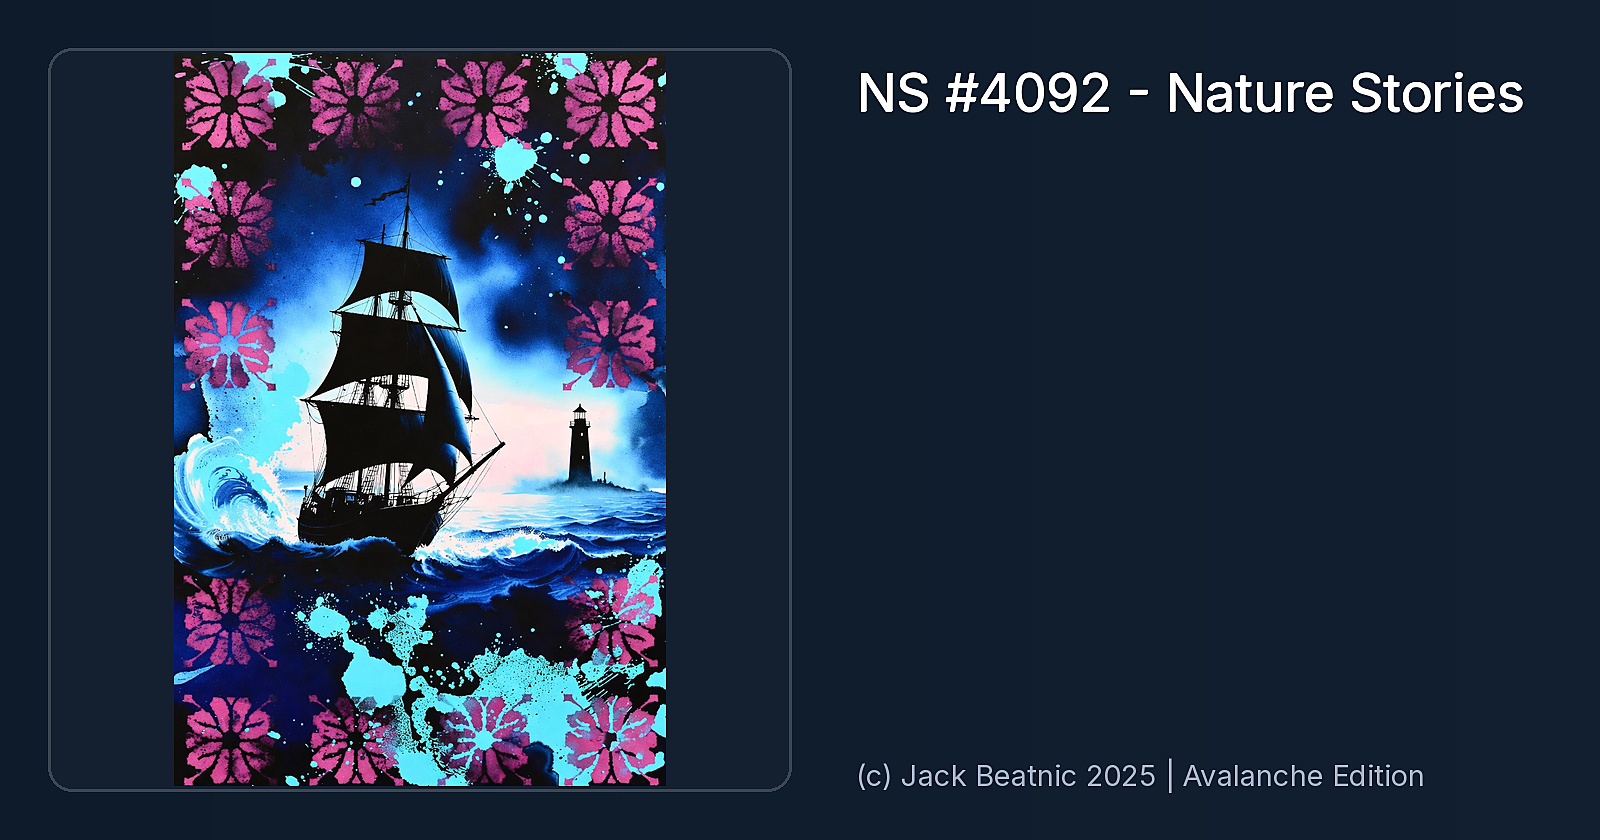 NS #4092 - Nature Stories
(c) Jack Beatnic 2025 | Avalanche Edition